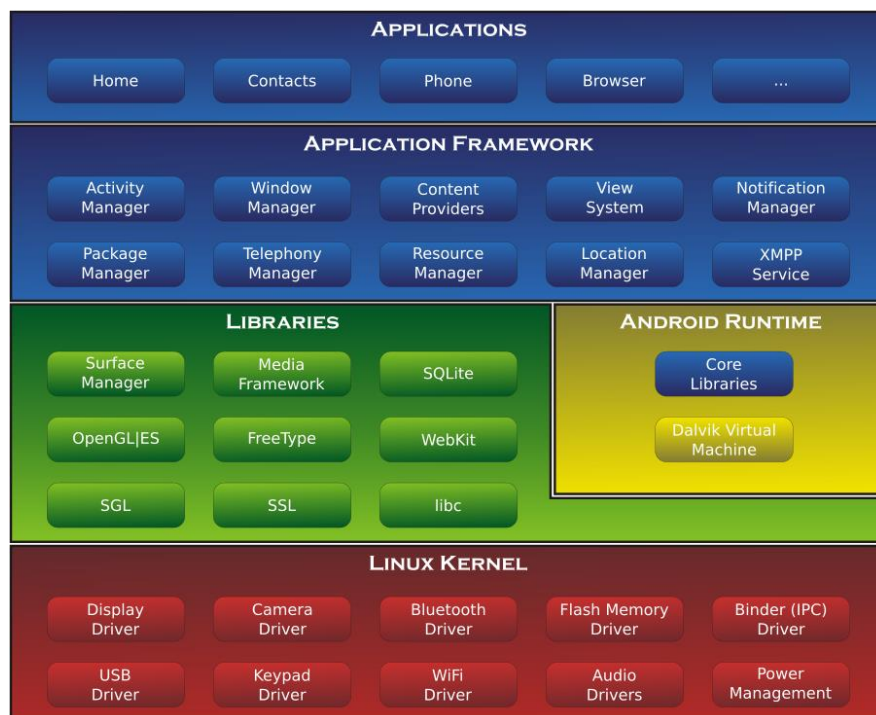 APPLICATIONS
Home
Contacts
Phone
Browser
...
APPLICATION FRAMEWORK
Activity
Manager
Window
Manager
Content
Providers
View
System
Notification
Manager
Package
Manager
Telephony
Manager
Resource
Manager
Location
Manager
XMPP
Service
LIBRARIES
Surface
Manager
Media
Framework
SQLite
OpenGL|ES
FreeType
WebKit
SGL
SSL
libc
ANDROID RUNTIME
Core
Libraries
Dalvik Virtual
Machine
LINUX KERNEL
Display
Driver
Camera
Driver
Bluetooth
Driver
Flash Memory
Driver
Binder (IPC)
Driver
USB
Driver
Keypad
Driver
WiFi
Driver
Audio
Drivers
Power
Management